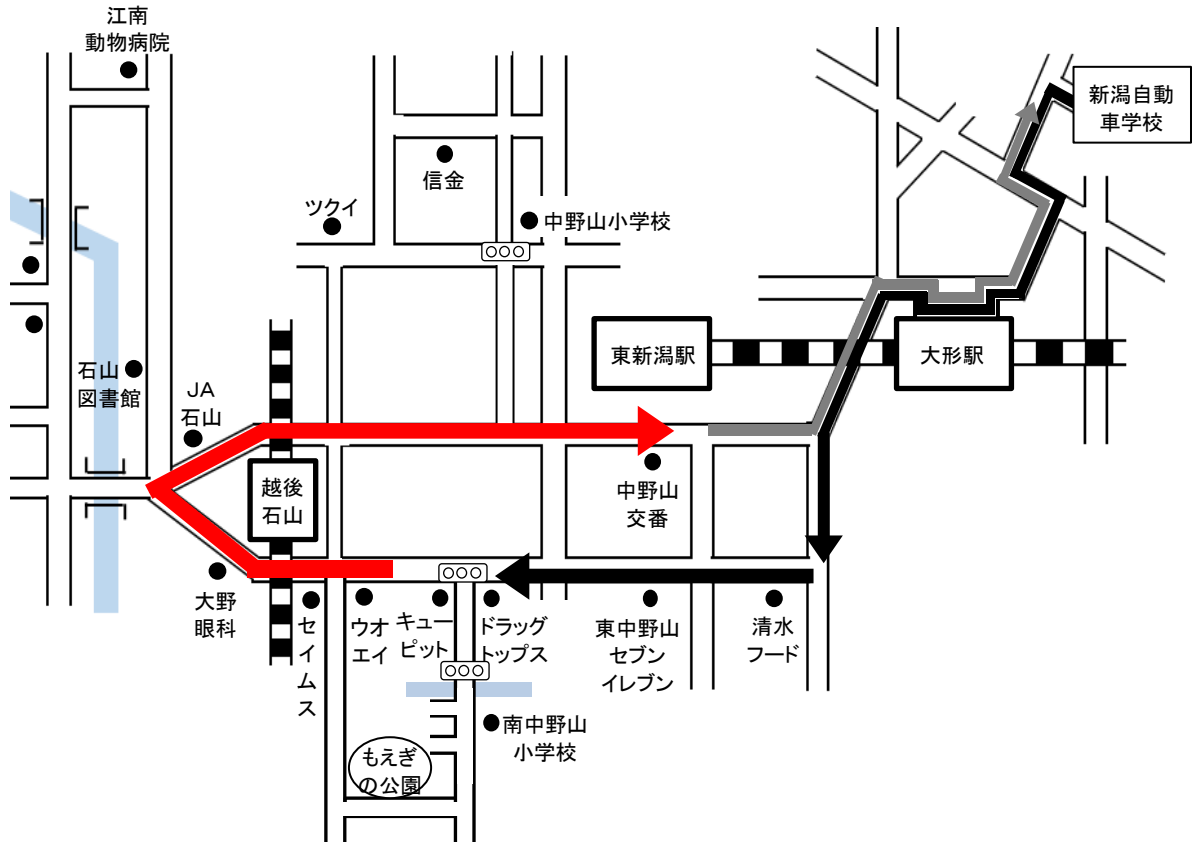 江南
動物病院
新潟自動
車学校
信金
ツクイ
中野山小学校
東新潟駅
大形駅
石山
図書館
JA
石山
越後
石山
中野山
交番
大野
眼科
セイムス
ウオ
エイ
キュー
ピット
ドラッグ
トップス
東中野山
セブン
イレブン
清水
フード
南中野山
小学校
もえぎ
の公園